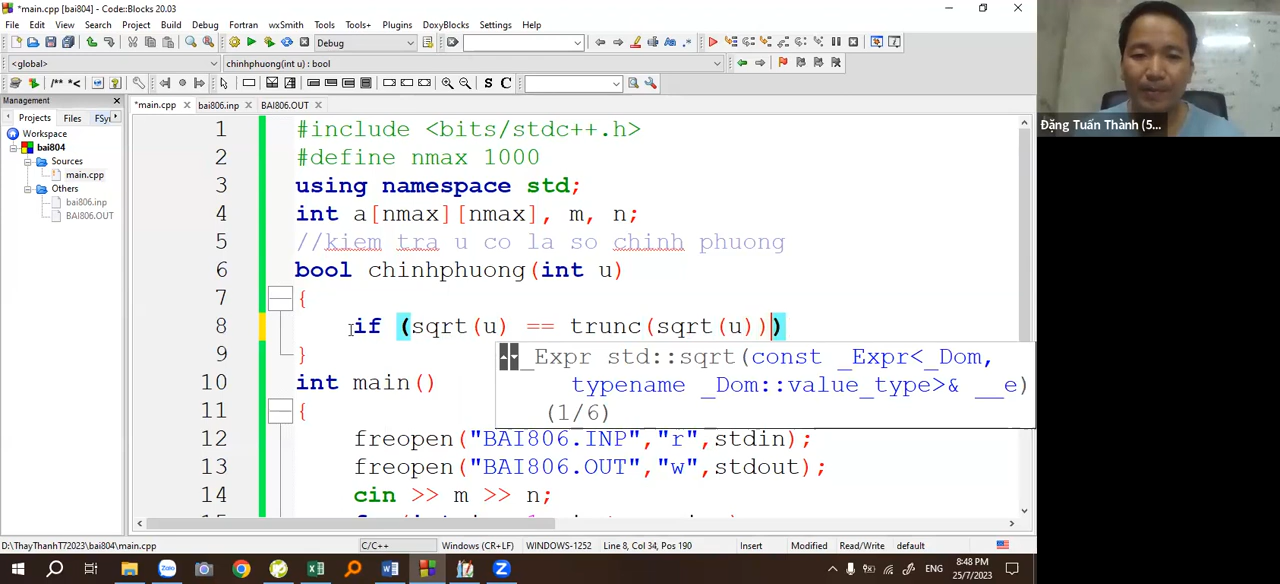 *main.cpp [bai804] - Code::Blocks 20.03
File Edit View Search Project Build Debug Fortran wxSmith Tools Tools+ Plugins DoxyBlocks Settings Help
Debug
<global> chinhphuong(int u) : bool
/** *< S C
Management
*main.cpp bai806.inp BAI806.OUT
Projects Files FSy
Workspace
bai804
Sources
main.cpp
Others
bai806.inp
BAI806.OUT
1 #include <bits/stdc++.h>
2 #define nmax 1000
3 using namespace std;
4 int a[nmax][nmax], m, n;
5 //kiem tra u co la so chinh phuong
6 bool chinhphuong(int u)
7 {
8 if (sqrt(u) == trunc(sqrt(u)))
9 }
_Expr std::sqrt(const _Expr<_Dom,
typename _Dom::value_type>& __e)
(1/6)
10 int main()
11 {
12 freopen("BAI806.INP","r",stdin);
13 freopen("BAI806.OUT","w",stdout);
14 cin >> m >> n;
Đặng Tuấn Thành (5...
D:\ThayThanhT72023\bai804\main.cpp C/C++ Windows (CR+LF) WINDOWS-1252 Line 8, Col 34, Pos 190 Insert Modified Read/Write default
Zalo
ENG
8:48 PM
25/7/2023